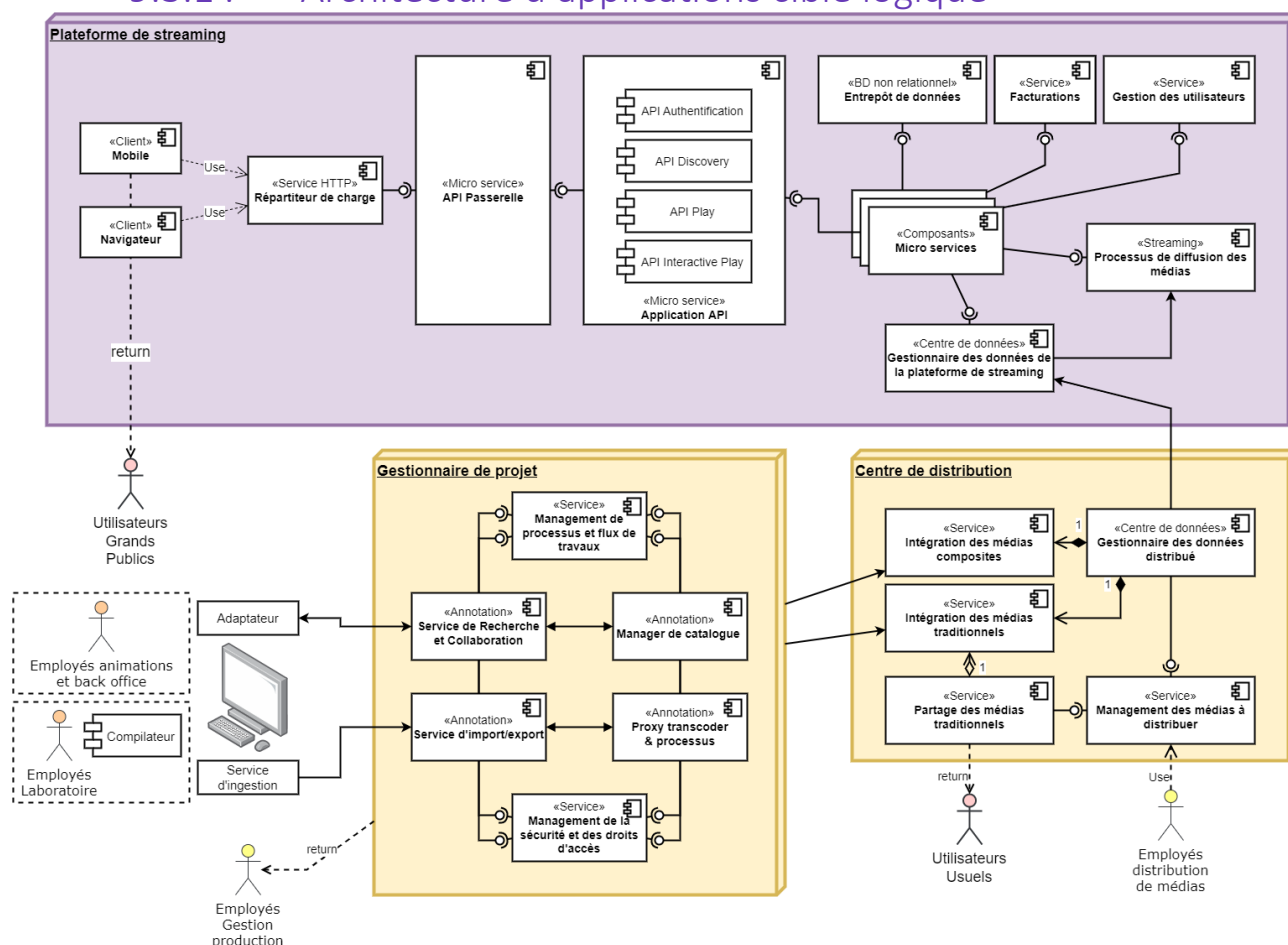 Architecture d'applications cible logique
Plateforme de streaming
«Client»
Mobile
«Client»
Navigateur
Use
Use
return
«Service HTTP»
Répartiteur de charge
«Micro service»
API Passerelle
API Authentification
API Discovery
API Play
API Interactive Play
«Micro service»
Application API
«BD non relationnel»
Entrepôt de données
«Service»
Facturations
«Service»
Gestion des utilisateurs
«Composants»
Micro services
«Streaming»
Processus de diffusion des
médias
«Centre de données»
Gestionnaire des données de
la plateforme de streaming
Utilisateurs
Grands
Publics
Employés animations
et back office
Compilateur
Employés
Laboratoire
Adaptateur
Service
d'ingestion
Employés
Gestion
production
return
Gestionnaire de projet
«Service»
Management de
processus et flux de
travaux
«Annotation»
Service de Recherche
et Collaboration
«Annotation»
Manager de catalogue
«Annotation»
Service d'import/export
«Annotation»
Proxy transcoder
& processus
«Service»
Management de la
sécurité et des droits
d'accès
Centre de distribution
«Service»
Intégration des médias
composites
1
«Centre de données»
Gestionnaire des données
distribué
1
«Service»
Intégration des médias
traditionnels
1
«Service»
Partage des médias
traditionnels
«Service»
Management des médias à
distribuer
return
Use
Utilisateurs
Usuels
Employés
distribution
de médias